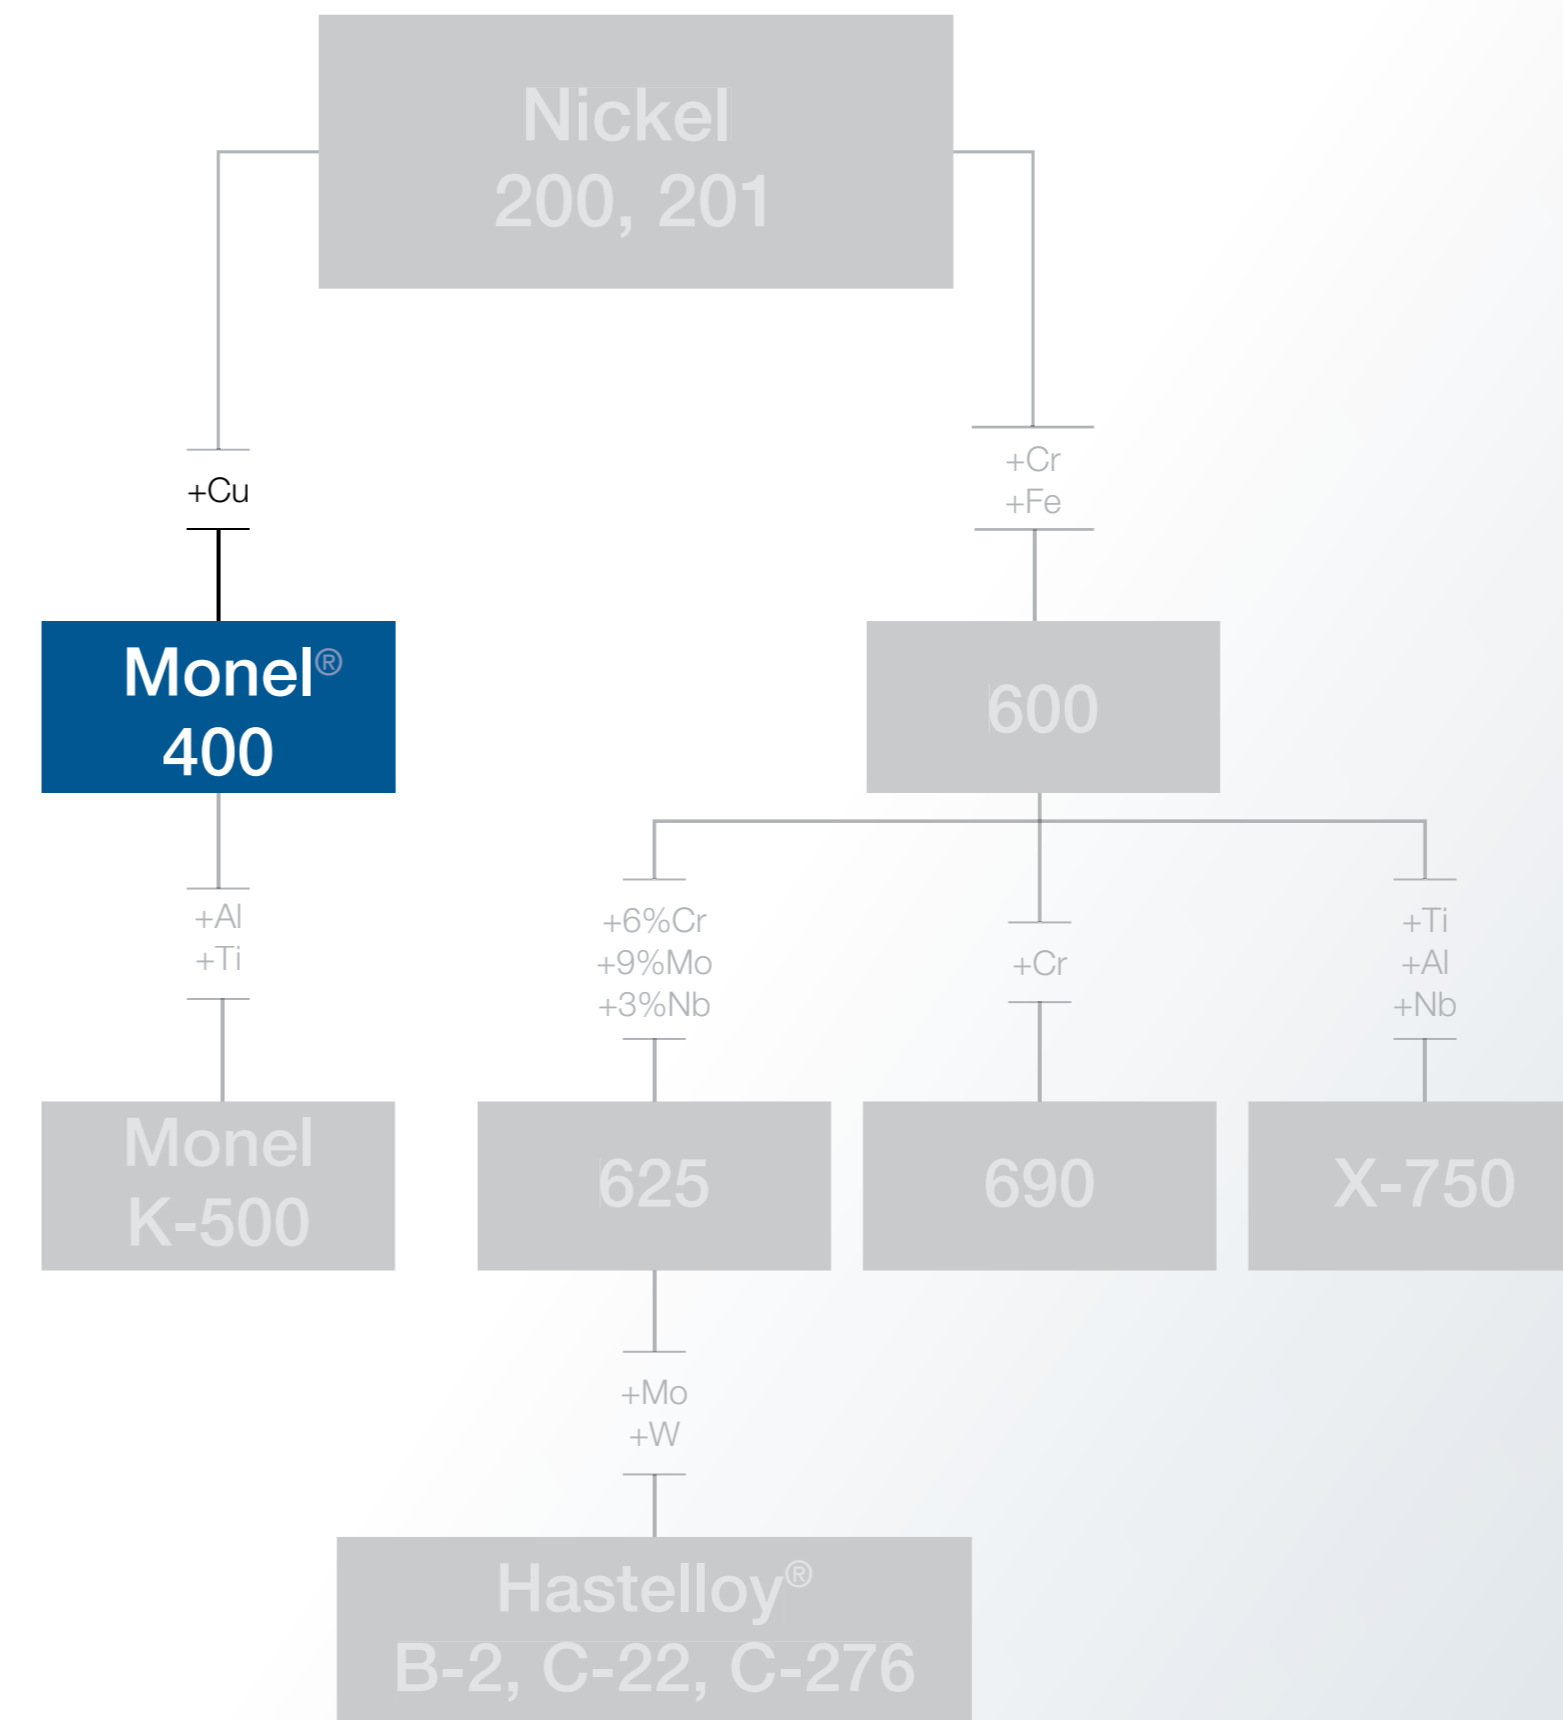 Nickel
200, 201
+Cu
+Cr
+Fe
Monel®
400
600
+Al
+Ti
+6%Cr
+9%Mo
+3%Nb
+Cr
+Ti
+Al
+Nb
Monel
K-500
625
690
X-750
+Mo
+W
Hastelloy®
B-2, C-22, C-276